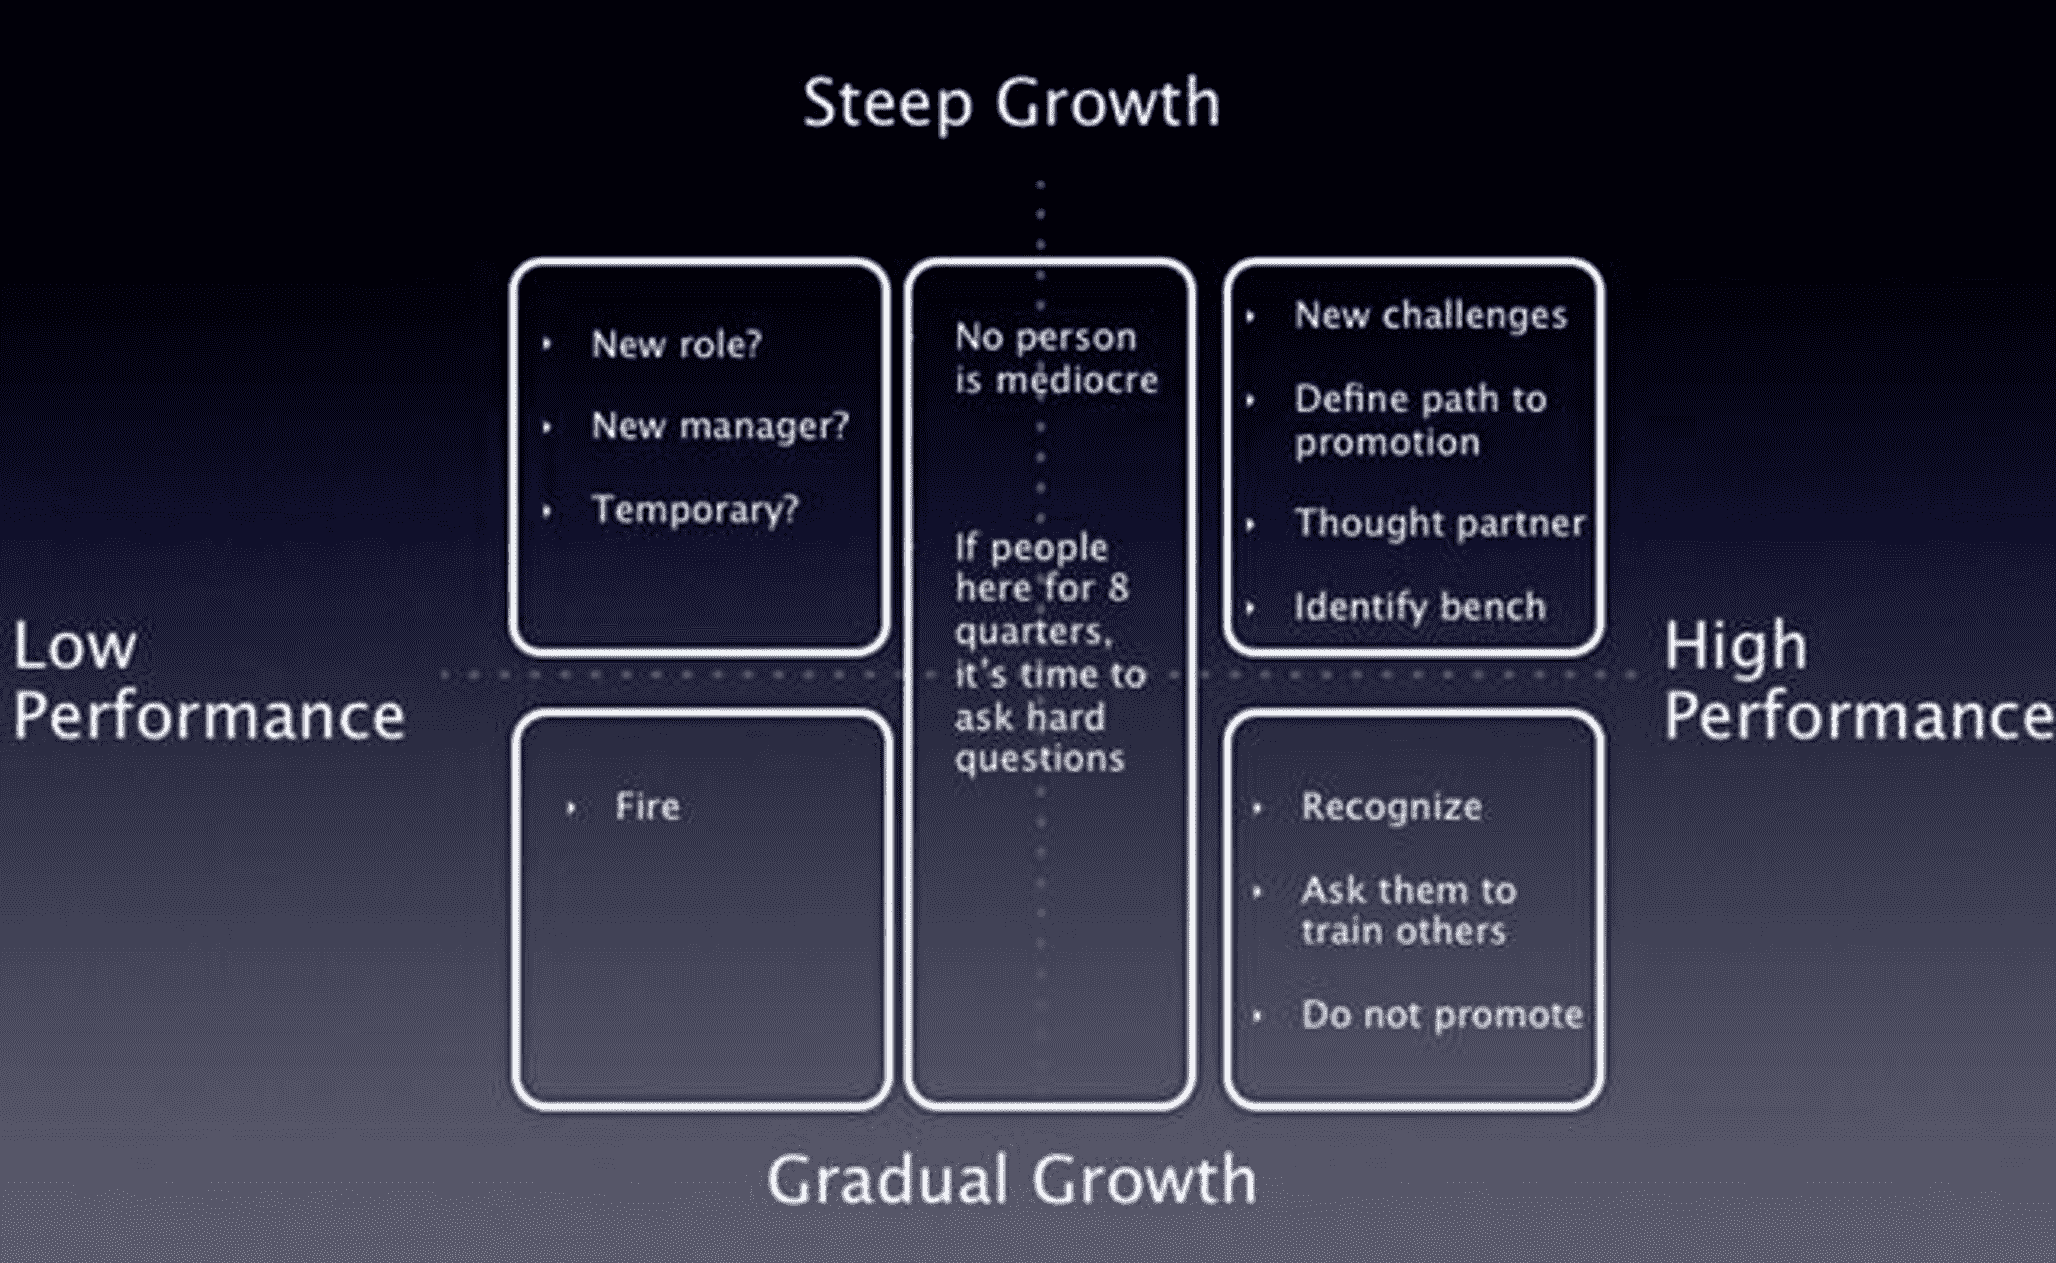 Steep Growth
New role?
New manager?
Temporary?
No person
is mediocre
If people
here for 8
quarters,
it's time to
ask hard
questions
New challenges
Define path to
promotion
Thought partner
Identify bench
Low
Performance
High
Performance
Fire
Recognize
Ask them to
train others
Do not promote
Gradual Growth